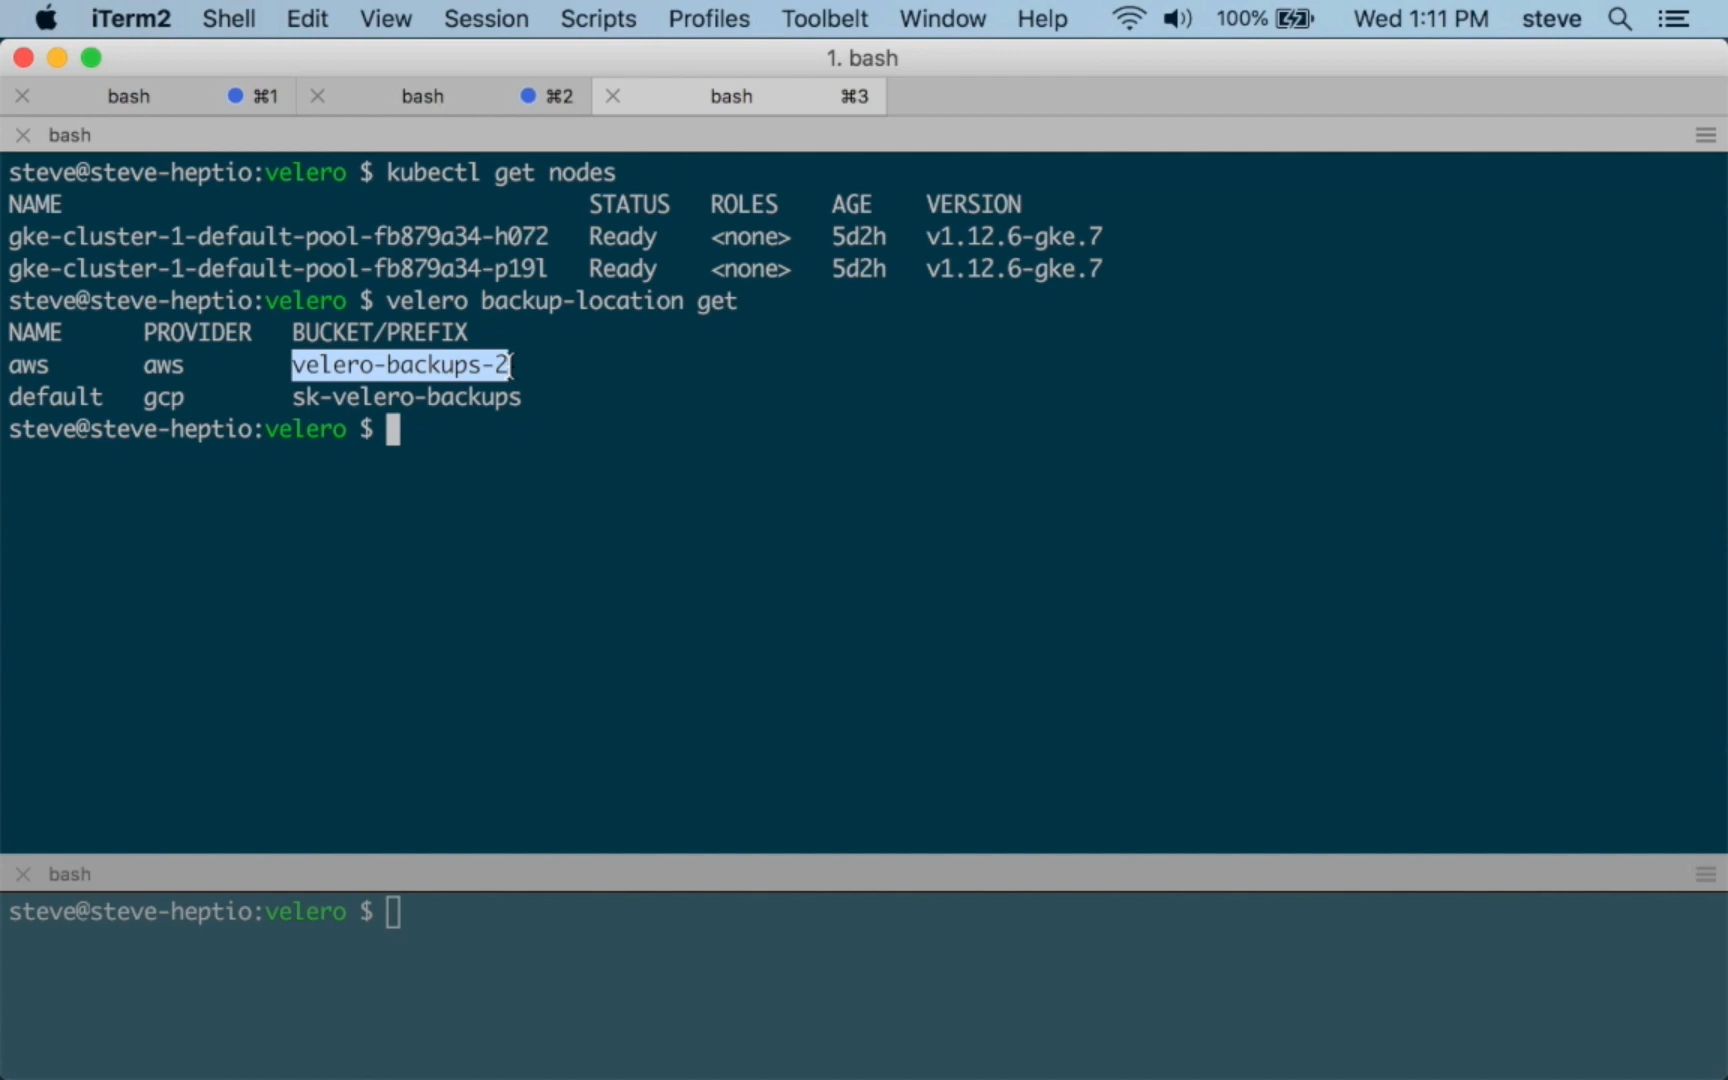 iTerm2 Shell Edit View Session Scripts Profiles Toolbelt Window Help 100% Wed 1:11 PM steve
1. bash
bash ⌘1 bash ⌘2 bash ⌘3
bash
steve@steve-heptio:velero $ kubectl get nodes
NAME STATUS ROLES AGE VERSION
gke-cluster-1-default-pool-fb879a34-h072 Ready <none> 5d2h v1.12.6-gke.7
gke-cluster-1-default-pool-fb879a34-p19l Ready <none> 5d2h v1.12.6-gke.7
steve@steve-heptio:velero $ velero backup-location get
NAME PROVIDER BUCKET/PREFIX
aws aws velero-backups-2
default gcp sk-velero-backups
steve@steve-heptio:velero $
bash
steve@steve-heptio:velero $